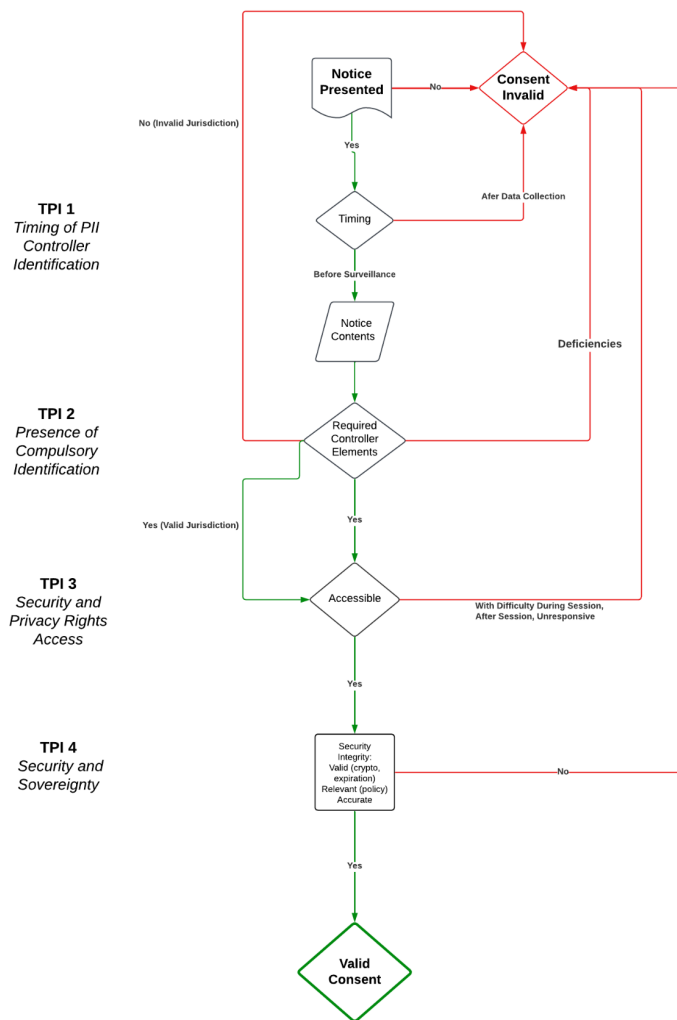 Notice
Presented
No
Consent
Invalid
No (Invalid Jurisdiction)
Yes
Afer Data Collection
TPI 1
Timing of PII
Controller
Identification
Timing
Before Surveillance
Notice
Contents
Deficiencies
TPI 2
Presence of
Compulsory
Identification
Required
Controller
Elements
Yes
Yes (Valid Jurisdiction)
TPI 3
Security and
Privacy Rights
Access
Accessible
With Difficulty During Session,
After Session, Unresponsive
Yes
TPI 4
Security and
Sovereignty
Security
Integrity:
Valid (crypto,
expiration)
Relevant (policy)
Accurate
No
Yes
Valid
Consent